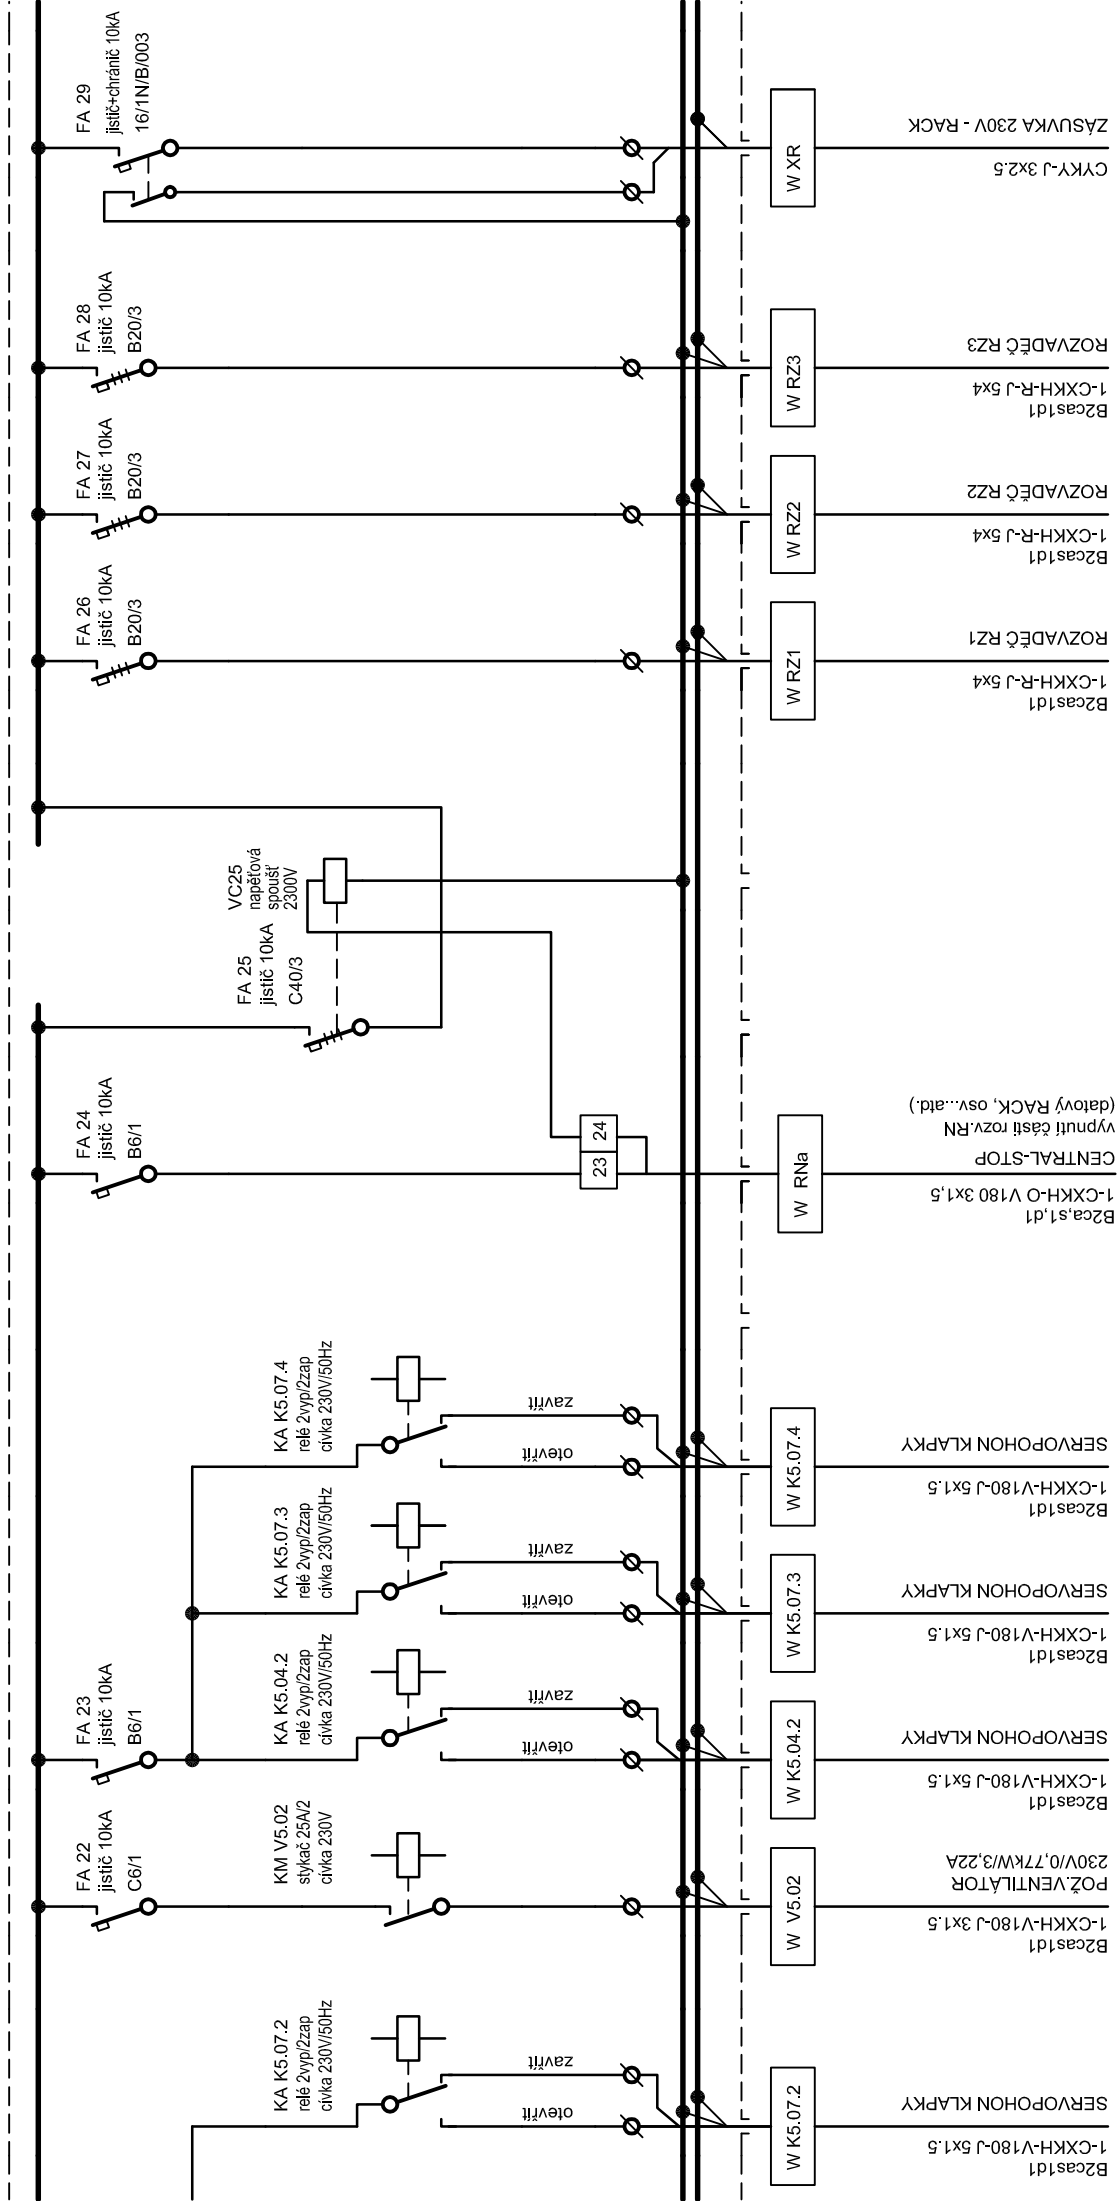 FA 29
jistič+chránič 10kA
16/1N/B/003
W XR
ZÁSUVKA 230V - RACK
CYKY-J 3x2.5
FA 28
jistič 10kA
B20/3
W RZ3
ROZVADĚČ RZ3
1-CXKH-R-J 5x4
B2cas1d1
FA 27
jistič 10kA
B20/3
W RZ2
ROZVADĚČ RZ2
1-CXKH-R-J 5x4
B2cas1d1
FA 26
jistič 10kA
B20/3
W RZ1
ROZVADĚČ RZ1
1-CXKH-R-J 5x4
B2cas1d1
VC25
napěťová
spoušť
2300V
FA 25
jistič 10kA
C40/3
FA 24
jistič 10kA
B6/1
24
23
W RNa
(datový RACK, osv...atd.)
vypnutí části rozv.RN
CENTRAL-STOP
1-CXKH-O V180 3x1,5
B2ca,s1,d1
KA K5.07.4
relé 2vyp/2zap
cívka 230V/50Hz
zavřít
otevřít
W K5.07.4
SERVOPOHON KLAPKY
1-CXKH-V180-J 5x1.5
B2cas1d1
KA K5.07.3
relé 2vyp/2zap
cívka 230V/50Hz
zavřít
otevřít
W K5.07.3
SERVOPOHON KLAPKY
1-CXKH-V180-J 5x1.5
B2cas1d1
FA 23
jistič 10kA
B6/1
KA K5.04.2
relé 2vyp/2zap
cívka 230V/50Hz
zavřít
otevřít
W K5.04.2
SERVOPOHON KLAPKY
1-CXKH-V180-J 5x1.5
B2cas1d1
FA 22
jistič 10kA
C6/1
KM V5.02
stykač 25A/2
cívka 230V
W V5.02
230V/0,77kW/3,22A
POŽ.VENTILÁTOR
1-CXKH-V180-J 3x1.5
B2cas1d1
KA K5.07.2
relé 2vyp/2zap
cívka 230V/50Hz
zavřít
otevřít
W K5.07.2
SERVOPOHON KLAPKY
1-CXKH-V180-J 5x1.5
B2cas1d1